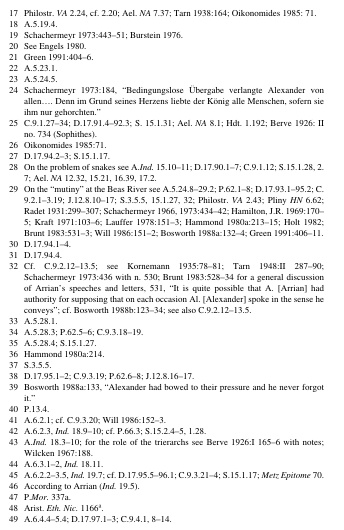 17 Philostr. VA 2.24, cf. 2.20; Ael. NA 7.37; Tarn 1938:164; Oikonomides 1985: 71.
18 A.5.19.4.
19 Schachermeyr 1973:443–51; Burstein 1976.
20 See Engels 1980.
21 Green 1991:404–6.
22 A.5.23.1.
23 A.5.24.5.
24 Schachermeyr 1973:184, “Bedingungslose Übergabe verlangte Alexander von
allen…. Denn im Grund seines Herzens liebte der König alle Menschen, sofern sie
ihm nur gehorchten.”
25 C.9.1.27–34; D.17.91.4–92.3; S. 15.1.31; Ael. NA 8.1; Hdt. 1.192; Berve 1926: II
no. 734 (Sophithes).
26 Oikonomides 1985:71.
27 D.17.94.2–3; S.15.1.17.
28 On the problem of snakes see A.Ind. 15.10–11; D.17.90.1–7; C.9.1.12; S.15.1.28, 2.
7; Ael. NA 12.32, 15.21, 16.39, 17.2.
29 On the “mutiny” at the Beas River see A.5.24.8–29.2; P.62.1–8; D.17.93.1–95.2; C.
9.2.1–3.19; J.12.8.10–17; S.3.5.5, 15.1.27, 32; Philostr. VA 2.43; Pliny HN 6.62;
Radet 1931:299–307; Schachermeyr 1966, 1973:434–42; Hamilton, J.R. 1969:170–
5; Kraft 1971:103–6; Lauffer 1978:151–3; Hammond 1980a:213–15; Holt 1982;
Brunt 1983:531–3; Will 1986:151–2; Bosworth 1988a:132–4; Green 1991:406–11.
30 D.17.94.1–4.
31 D.17.94.4.
32 Cf. C.9.2.12–13.5; see Kornemann 1935:78–81; Tarn 1948:II 287–90;
Schachermeyr 1973:436 with n. 530; Brunt 1983:528–34 for a general discussion
of Arrian’s speeches and letters, 531, “It is quite possible that A. [Arrian] had
authority for supposing that on each occasion Al. [Alexander] spoke in the sense he
conveys”; cf. Bosworth 1988b:123–34; see also C.9.2.12–13.5.
33 A.5.28.1.
34 A.5.28.3; P.62.5–6; C.9.3.18–19.
35 A.5.28.4; S.15.1.27.
36 Hammond 1980a:214.
37 S.3.5.5.
38 D.17.95.1–2; C.9.3.19; P.62.6–8; J.12.8.16–17.
39 Bosworth 1988a:133, “Alexander had bowed to their pressure and he never forgot
it.”
40 P.13.4.
41 A.6.2.1; cf. C.9.3.20; Will 1986:152–3.
42 A.6.2.3, Ind. 18.9–10; cf. P.66.3; S.15.2.4–5, 1.28.
43 A.Ind. 18.3–10; for the role of the trierarchs see Berve 1926:I 165–6 with notes;
Wilcken 1967:188.
44 A.6.3.1–2, Ind. 18.11.
45 A.6.2.2–3.5, Ind. 19.7; cf. D.17.95.5–96.1; C.9.3.21–4; S.15.1.17; Metz Epitome 70.
46 According to Arrian (Ind. 19.5).
47 P.Mor. 337a.
48 Arist. Eth. Nic. 1166ᵃ.
49 A.6.4.4–5.4; D.17.97.1–3; C.9.4.1, 8–14.